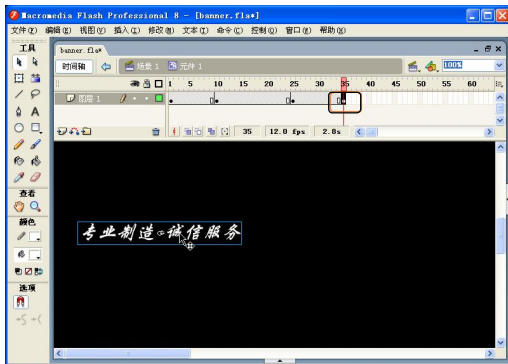 Macromedia Flash Professional 8 - [banner.fla*]
文件(F) 编辑(E) 视图(V) 插入(I) 修改(M) 文本(T) 命令(C) 控制(O) 窗口(W) 帮助(H)
工具
banner.fla*
时间轴 场景 1 元件 1 100%
1 5 10 15 20 25 30 35 40 45 50 55 60
图层 1
35 12.0 fps 2.8s
查看
颜色
选项
专业制造 诚信服务